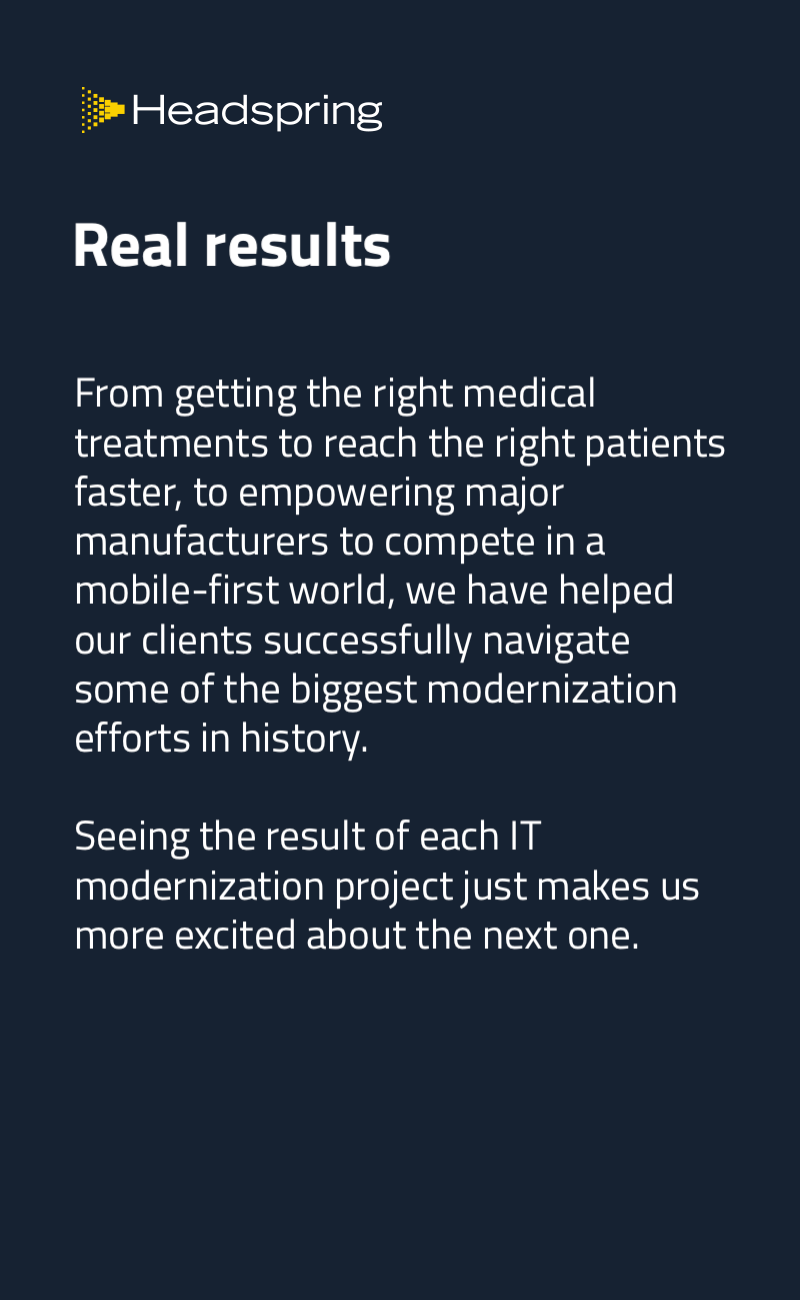 Headspring
Real results
From getting the right medical
treatments to reach the right patients
faster, to empowering major
manufacturers to compete in a
mobile-first world, we have helped
our clients successfully navigate
some of the biggest modernization
efforts in history.
Seeing the result of each IT
modernization project just makes us
more excited about the next one.